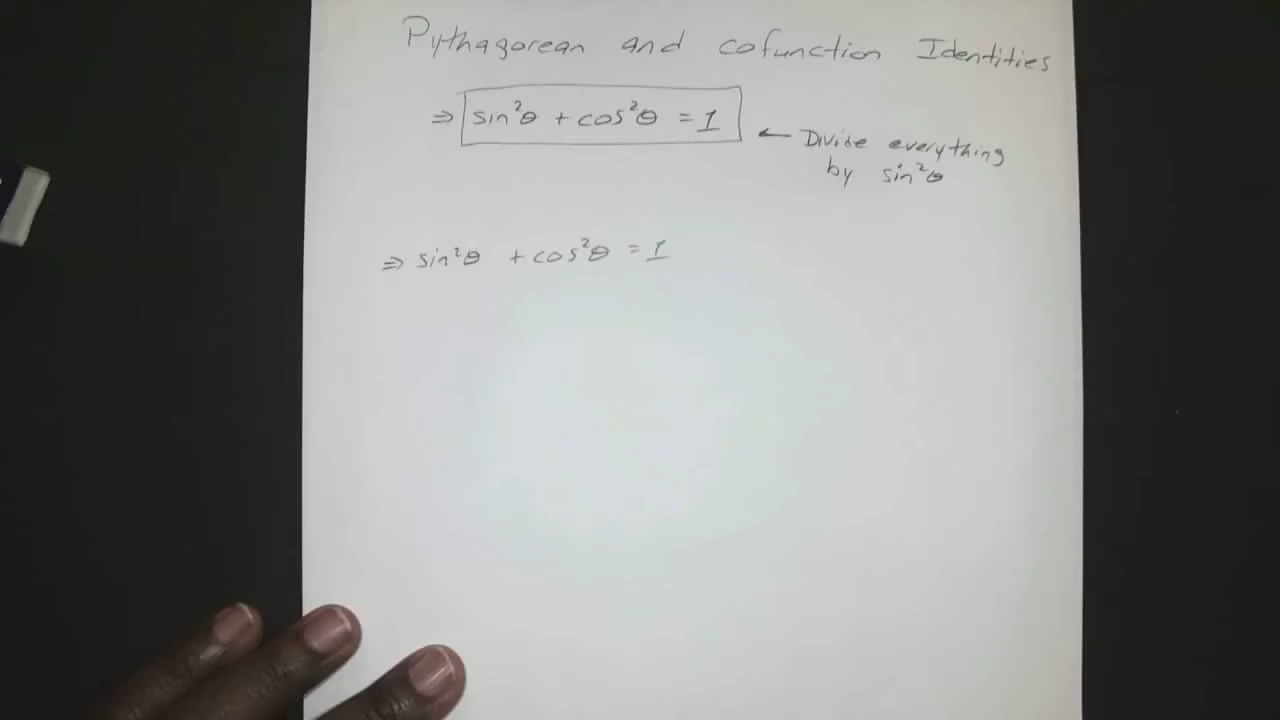 Pythagorean and cofunction Identities
⇒ sin²θ + cos²θ = 1
← Divide everything
by sin²θ
⇒ sin²θ + cos²θ = 1